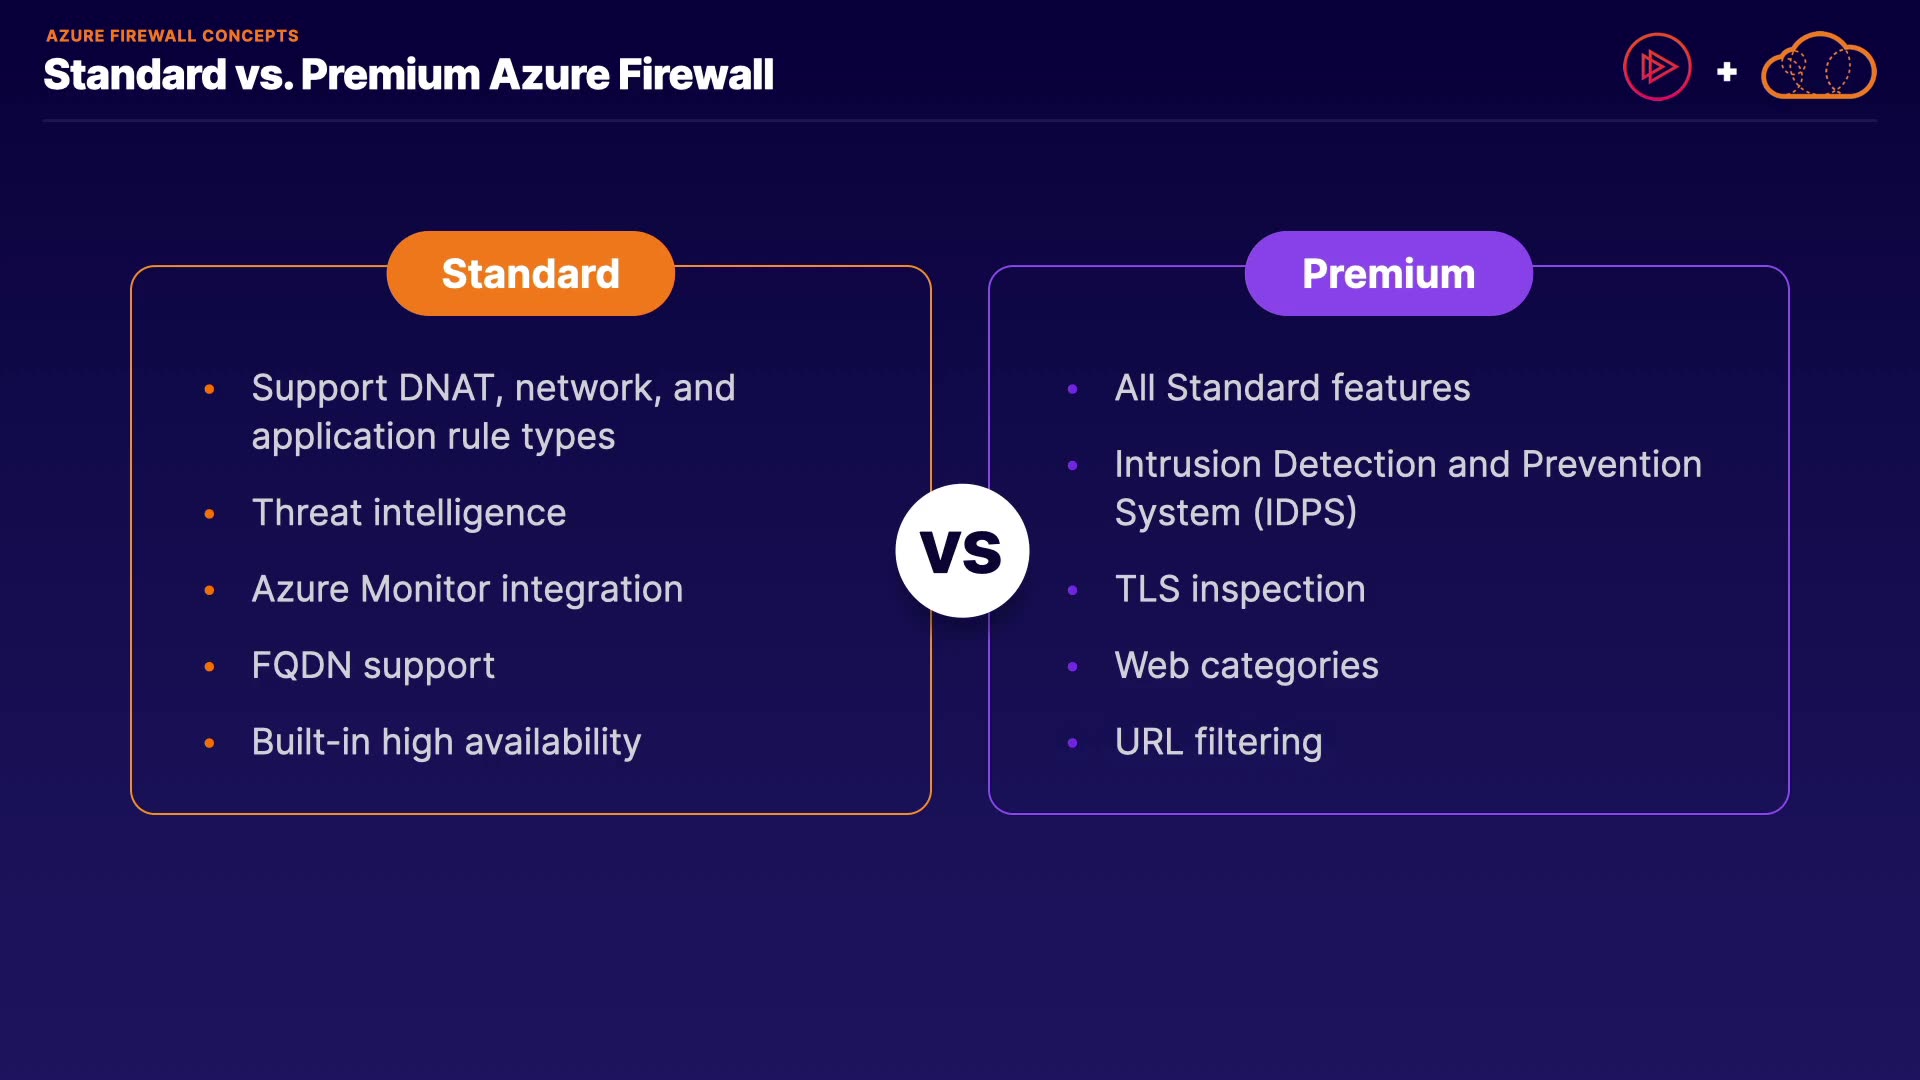 AZURE FIREWALL CONCEPTS
Standard vs. Premium Azure Firewall
+
Standard
• Support DNAT, network, and
application rule types
• Threat intelligence
• Azure Monitor integration
• FQDN support
• Built-in high availability
VS
Premium
• All Standard features
• Intrusion Detection and Prevention
System (IDPS)
• TLS inspection
• Web categories
• URL filtering